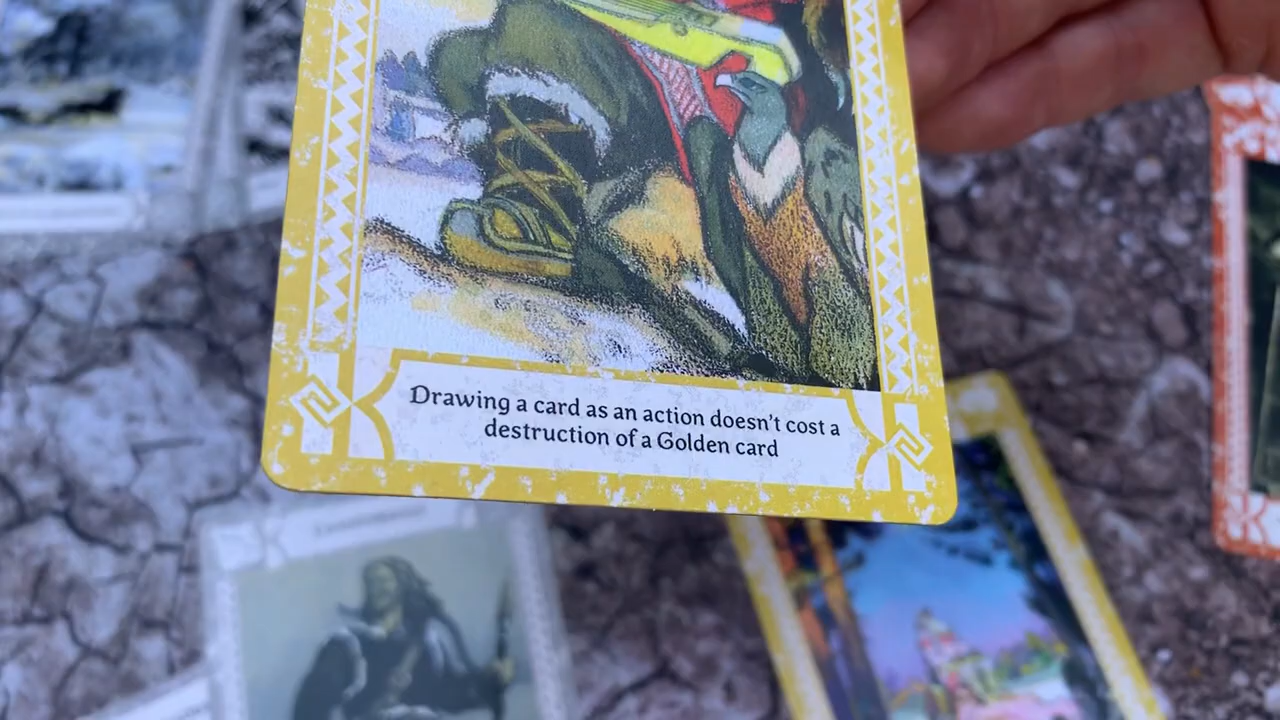 Drawing a card as an action doesn't cost a
destruction of a Golden card